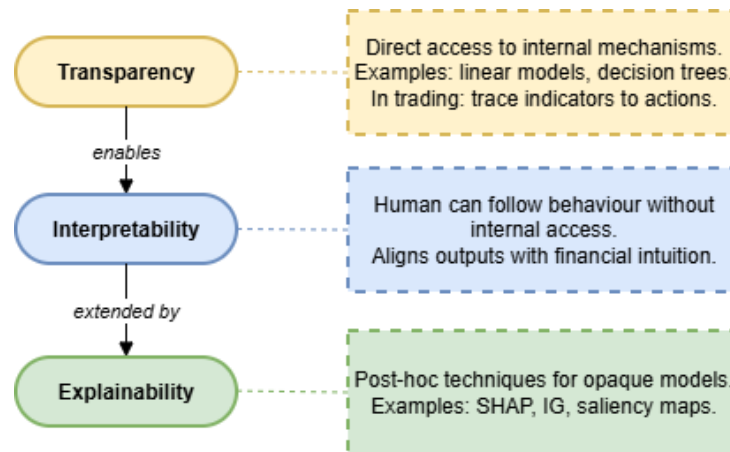 Transparency
Direct access to internal mechanisms.
Examples: linear models, decision trees.
In trading: trace indicators to actions.
enables
Interpretability
Human can follow behaviour without
internal access.
Aligns outputs with financial intuition.
extended by
Explainability
Post-hoc techniques for opaque models.
Examples: SHAP, IG, saliency maps.